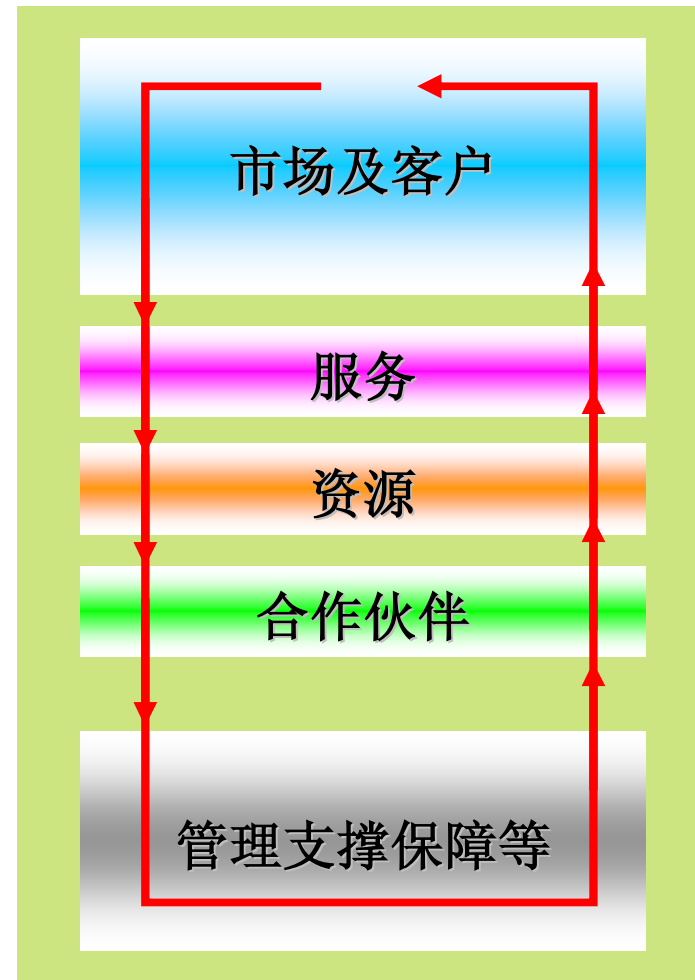 市场及客户
服务
资源
合作伙伴
管理支撑保障等